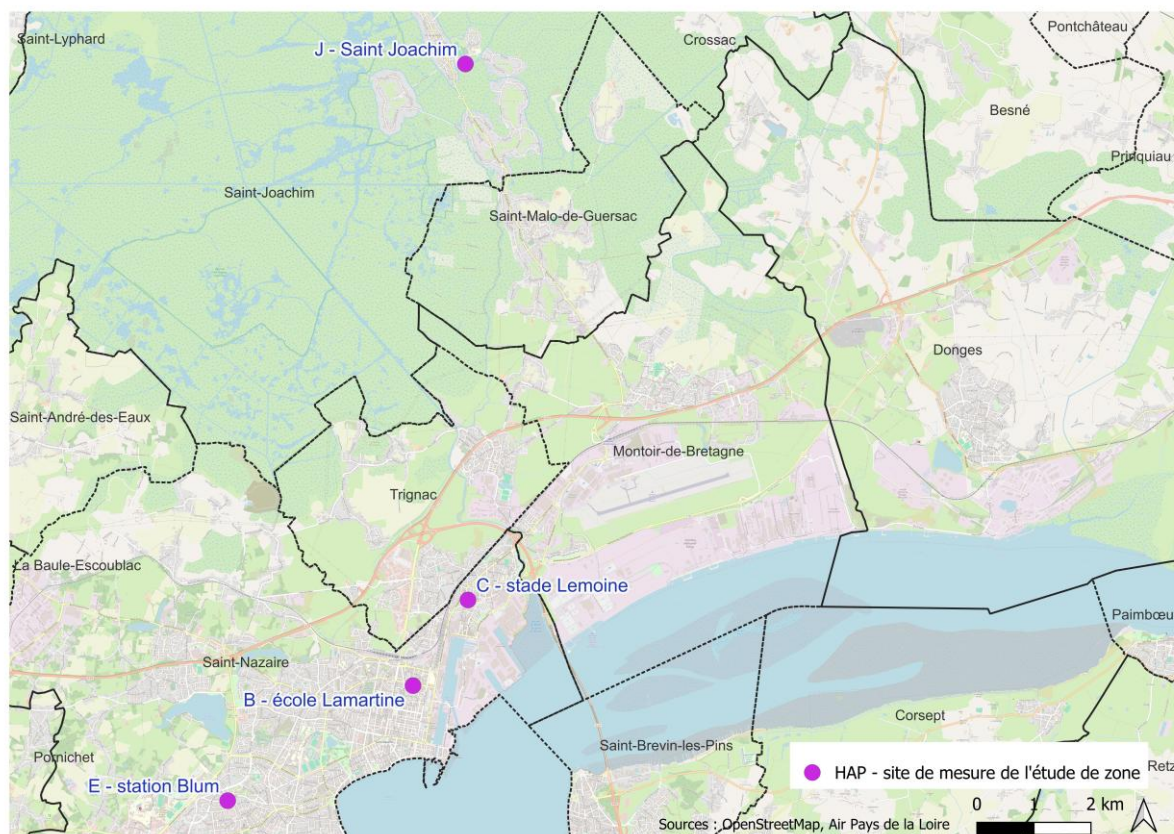 Saint-Lyphard
J - Saint Joachim
Crossac
Pontchâteau
Besné
Prinquiau
Saint-Joachim
Saint-Malo-de-Guersac
Donges
Saint-André-des-Eaux
Montoir-de-Bretagne
Trignac
La Baule-Escoublac
C - stade Lemoine
Paimbœu
Saint-Nazaire
B - école Lamartine
Corsept
Pornichet
Saint-Brevin-les-Pins
E - station Blum
HAP - site de mesure de l'étude de zone
Retz
0 1 2 km
Sources : OpenStreetMap, Air Pays de la Loire